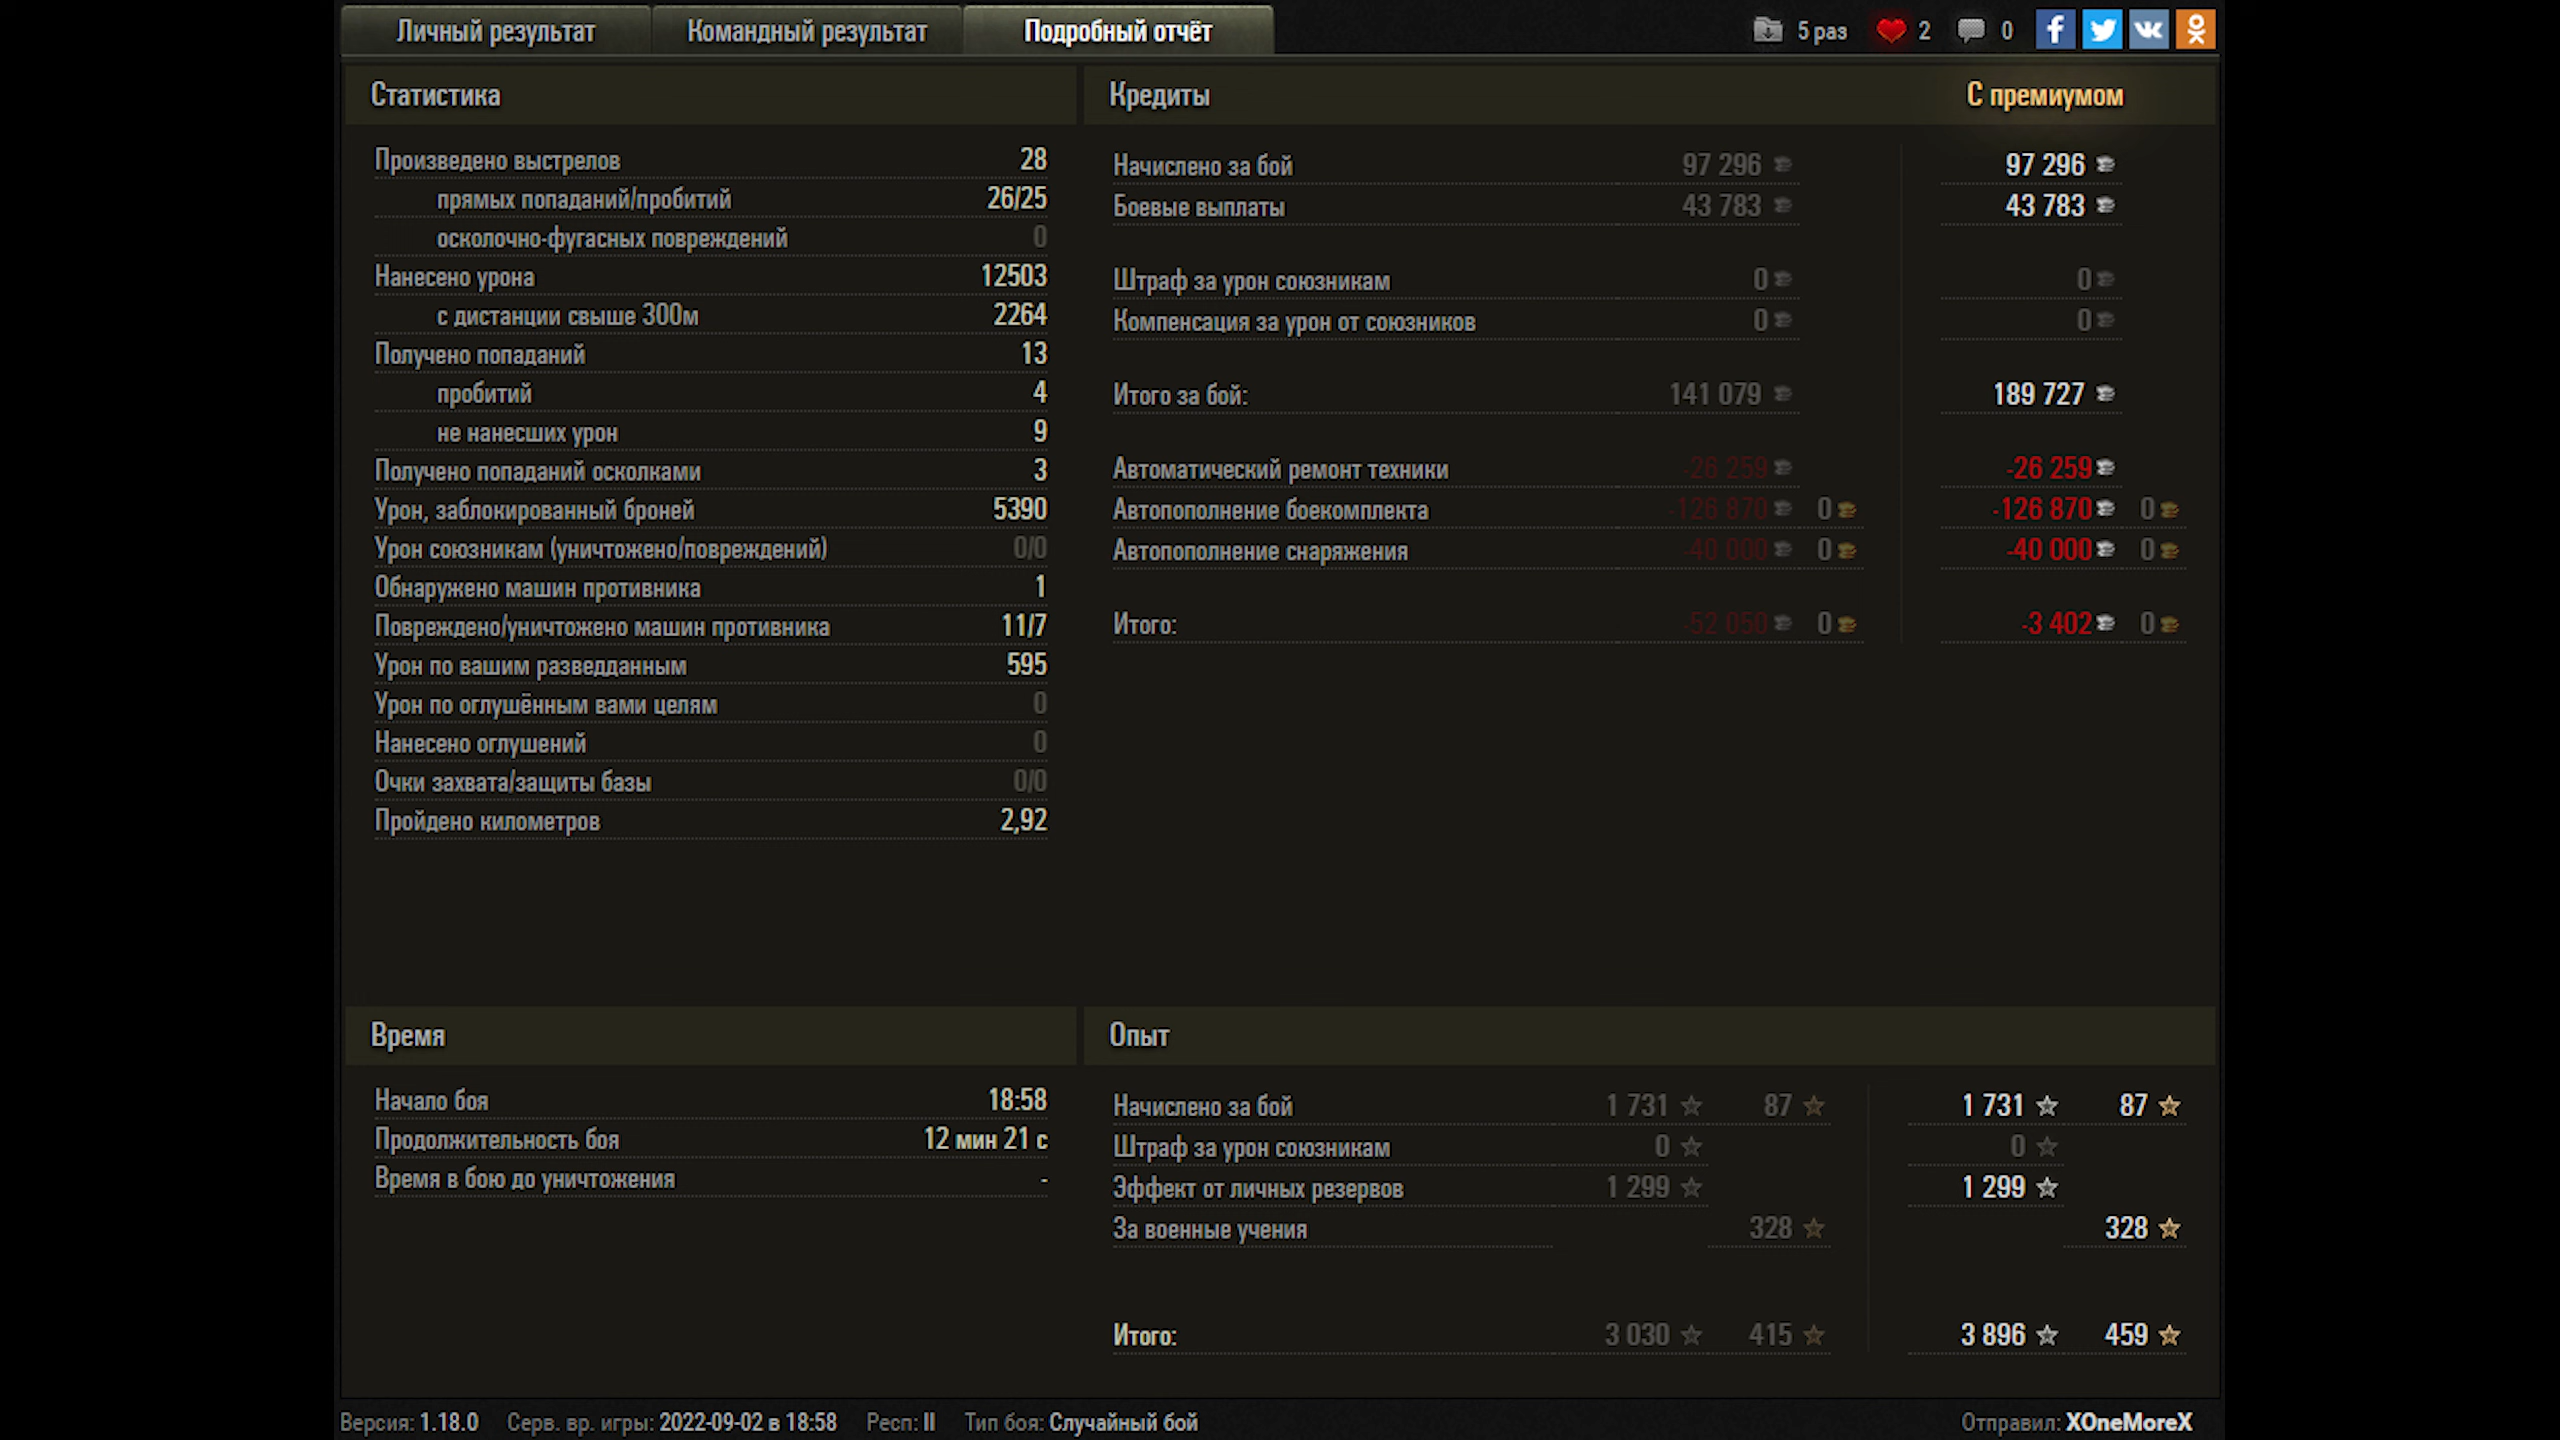 Личный результат Командный результат Подробный отчёт 5 раз 2 0
Статистика
Произведено выстрелов 28
прямых попаданий/пробитий 26/25
осколочно-фугасных повреждений 0
Нанесено урона 12503
с дистанции свыше 300м 2264
Получено попаданий 13
пробитий 4
не нанесших урон 9
Получено попаданий осколками 3
Урон, заблокированный броней 5390
Урон союзникам (уничтожено/повреждений) 0/0
Обнаружено машин противника 1
Повреждено/уничтожено машин противника 11/7
Урон по вашим разведданным 595
Урон по оглушённым вами целям 0
Нанесено оглушений 0
Очки захвата/защиты базы 0/0
Пройдено километров 2,92
Кредиты С премиумом
Начислено за бой 97 296 97 296
Боевые выплаты 43 783 43 783
Штраф за урон союзникам 0 0
Компенсация за урон от союзников 0 0
Итого за бой: 141 079 189 727
Автоматический ремонт техники -26 259 -26 259
Автопополнение боекомплекта -126 870 0 -126 870 0
Автопополнение снаряжения -40 000 0 -40 000 0
Итого: -52 050 0 -3 402 0
Время
Начало боя 18:58
Продолжительность боя 12 мин 21 с
Время в бою до уничтожения -
Опыт
Начислено за бой 1 731 87 1 731 87
Штраф за урон союзникам 0 0
Эффект от личных резервов 1 299 1 299
За военные учения 328 328
Итого: 3 030 415 3 896 459
Версия: 1.18.0 Серв. вр. игры: 2022-09-02 в 18:58 Респ: II Тип боя: Случайный бой Отправил: XOneMoreX